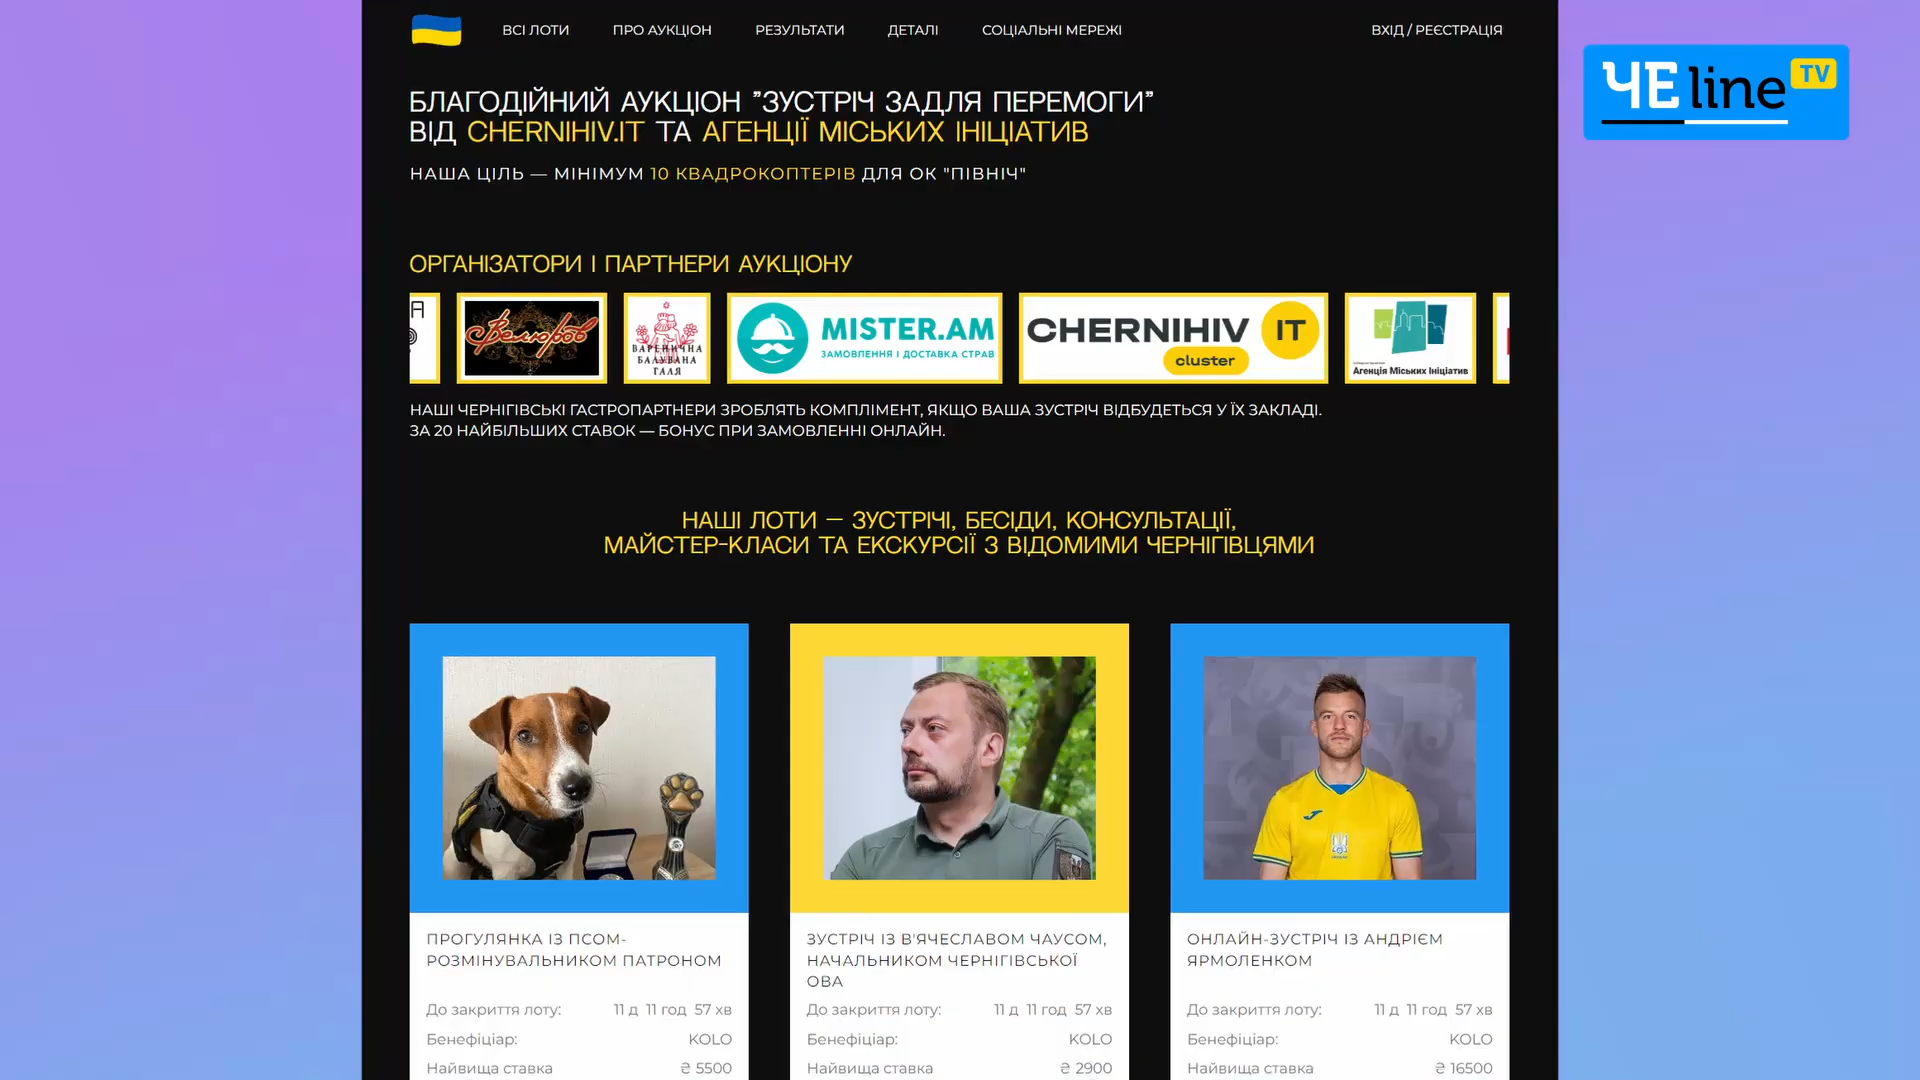 ВСІ ЛОТИ
ПРО АУКЦІОН
РЕЗУЛЬТАТИ
ДЕТАЛІ
СОЦІАЛЬНІ МЕРЕЖІ
ВХІД / РЕЄСТРАЦІЯ
ЧЕ line TV
БЛАГОДІЙНИЙ АУКЦІОН "ЗУСТРІЧ ЗАДЛЯ ПЕРЕМОГИ"
ВІД CHERNIHIV.IT ТА АГЕНЦІЇ МІСЬКИХ ІНІЦІАТИВ
НАША ЦІЛЬ — МІНІМУМ 10 КВАДРОКОПТЕРІВ ДЛЯ ОК "ПІВНІЧ"
ОРГАНІЗАТОРИ І ПАРТНЕРИ АУКЦІОНУ
Велюров
ВАРЕНИЧНА
БАЛУВАНА
ГАЛЯ
MISTER.AM
ЗАМОВЛЕННЯ І ДОСТАВКА СТРАВ
CHERNIHIV IT
cluster
Агенція Міських Ініціатив
НАШІ ЧЕРНІГІВСЬКІ ГАСТРОПАРТНЕРИ ЗРОБЛЯТЬ КОМПЛІМЕНТ, ЯКЩО ВАША ЗУСТРІЧ ВІДБУДЕТЬСЯ У ЇХ ЗАКЛАДІ.
ЗА 20 НАЙБІЛЬШИХ СТАВОК — БОНУС ПРИ ЗАМОВЛЕННІ ОНЛАЙН.
НАШІ ЛОТИ — ЗУСТРІЧІ, БЕСІДИ, КОНСУЛЬТАЦІЇ,
МАЙСТЕР-КЛАСИ ТА ЕКСКУРСІЇ З ВІДОМИМИ ЧЕРНІГІВЦЯМИ
ПРОГУЛЯНКА ІЗ ПСОМ-
РОЗМІНУВАЛЬНИКОМ ПАТРОНОМ
До закриття лоту: 11 д 11 год 57 хв
Бенефіціар: KOLO
Найвища ставка ₴ 5500
ЗУСТРІЧ ІЗ В'ЯЧЕСЛАВОМ ЧАУСОМ,
НАЧАЛЬНИКОМ ЧЕРНІГІВСЬКОЇ
ОВА
До закриття лоту: 11 д 11 год 57 хв
Бенефіціар: KOLO
Найвища ставка ₴ 2900
ОНЛАЙН-ЗУСТРІЧ ІЗ АНДРІЄМ
ЯРМОЛЕНКОМ
До закриття лоту: 11 д 11 год 57 хв
Бенефіціар: KOLO
Найвища ставка ₴ 16500